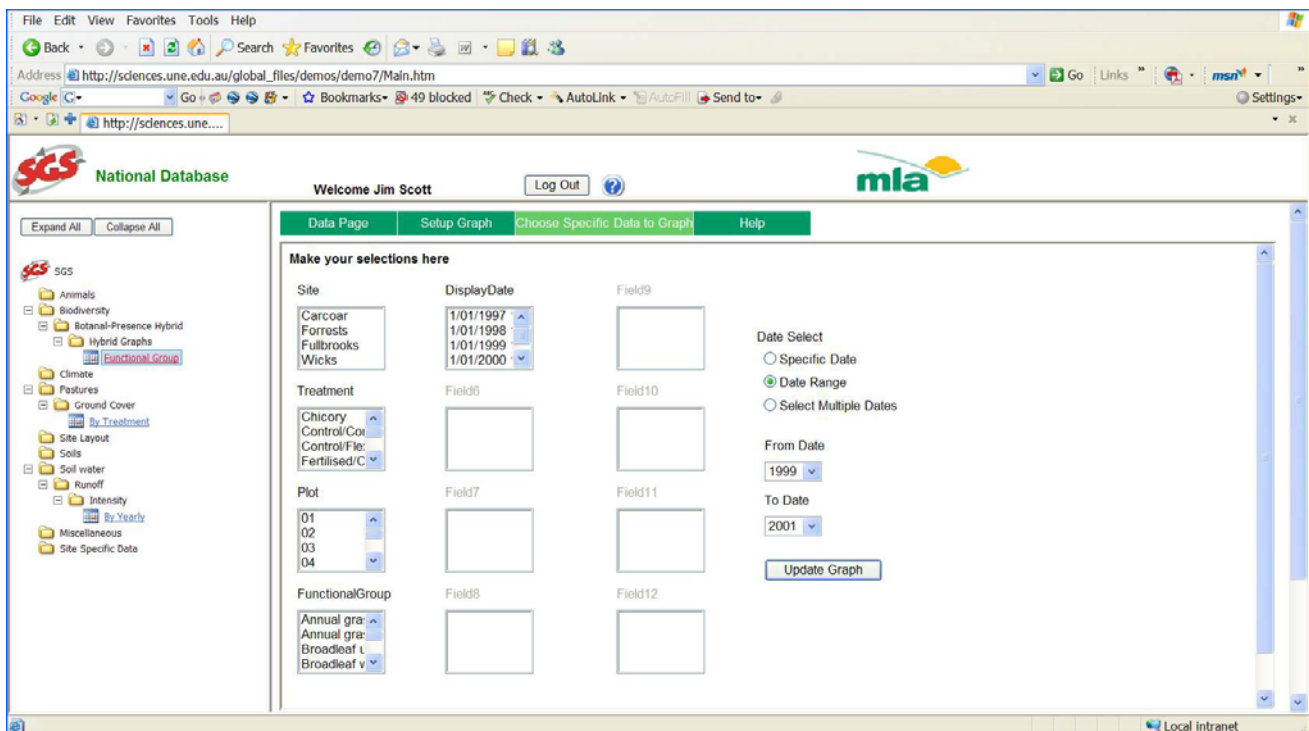 File Edit View Favorites Tools Help
Back Search Favorites
Address http://sciences.une.edu.au/global_files/demos/demo7/Main.htm Go Links » msn »
Google G Go Bookmarks 49 blocked Check AutoLink AutoFill Send to Settings
http://sciences.une....
SGS National Database
Welcome Jim Scott Log Out ? mla
Expand All Collapse All
Data Page Setup Graph Choose Specific Data to Graph Help
SGS SGS
Animals
Biodiversity
Botanal-Presence Hybrid
Hybrid Graphs
Functional Group
Climate
Pastures
Ground Cover
By Treatment
Site Layout
Soils
Soil water
Runoff
Intensity
By Yearly
Miscellaneous
Site Specific Data
Make your selections here
Site
Carcoar
Forrests
Fullbrooks
Wicks
Treatment
Chicory
Control/Co
Control/Fle
Fertilised/C
Plot
01
02
03
04
FunctionalGroup
Annual gra
Annual gra
Broadleaf u
Broadleaf v
DisplayDate
1/01/1997
1/01/1998
1/01/1999
1/01/2000
Field6
Field7
Field8
Field9
Field10
Field11
Field12
Date Select
Specific Date
Date Range
Select Multiple Dates
From Date
1999
To Date
2001
Update Graph
Local intranet